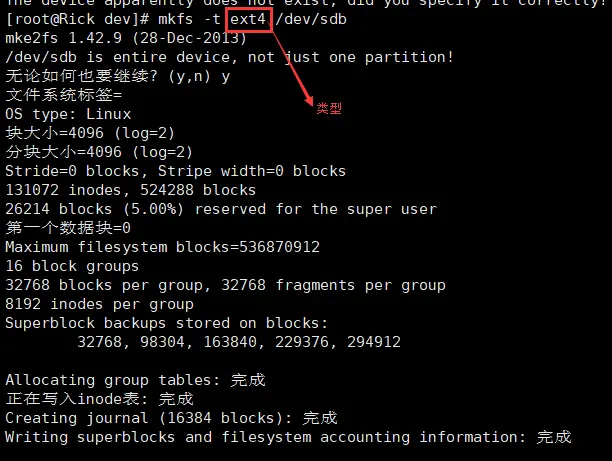 The device apparently does not exist, did you specify it correctly?
[root@Rick dev]# mkfs -t ext4 /dev/sdb
mke2fs 1.42.9 (28-Dec-2013)
/dev/sdb is entire device, not just one partition!
无论如何也要继续? (y,n) y
文件系统标签=
类型
OS type: Linux
块大小=4096 (log=2)
分块大小=4096 (log=2)
Stride=0 blocks, Stripe width=0 blocks
131072 inodes, 524288 blocks
26214 blocks (5.00%) reserved for the super user
第一个数据块=0
Maximum filesystem blocks=536870912
16 block groups
32768 blocks per group, 32768 fragments per group
8192 inodes per group
Superblock backups stored on blocks:
32768, 98304, 163840, 229376, 294912
Allocating group tables: 完成
正在写入inode表: 完成
Creating journal (16384 blocks): 完成
Writing superblocks and filesystem accounting information: 完成